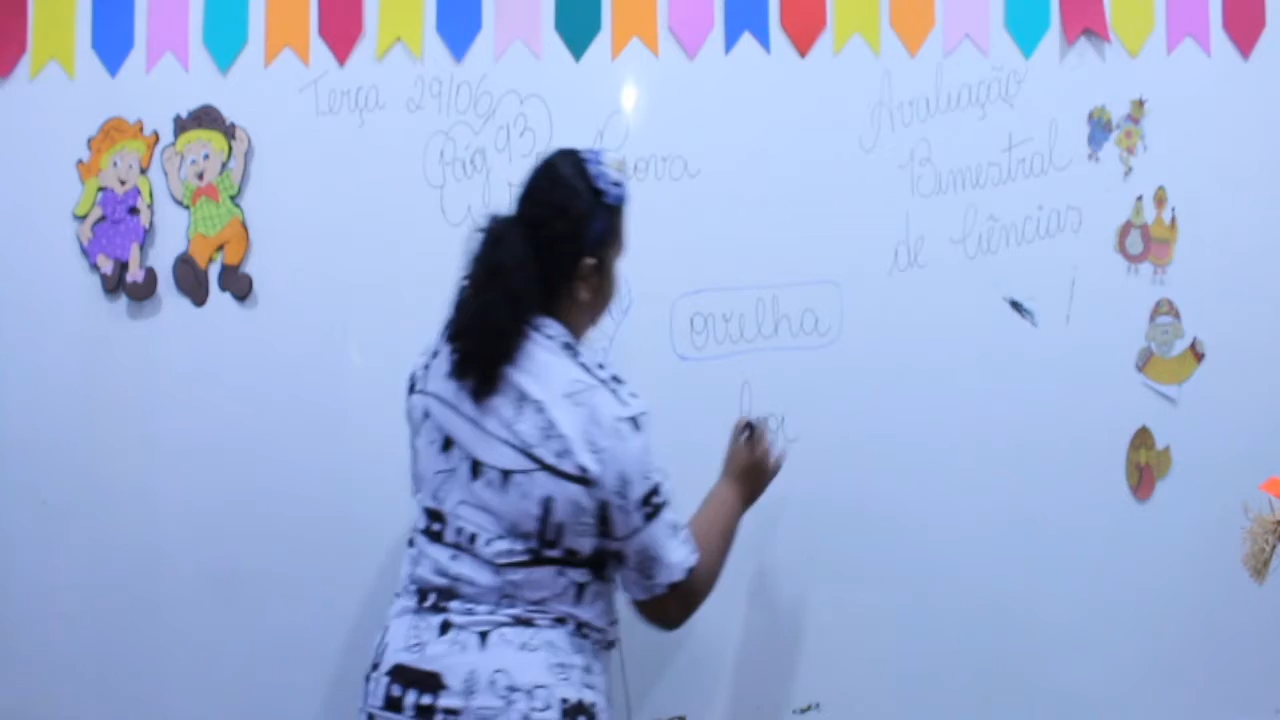 Terça 29/06
Pág 93
Avaliação
Bimestral
de Ciências
ovelha